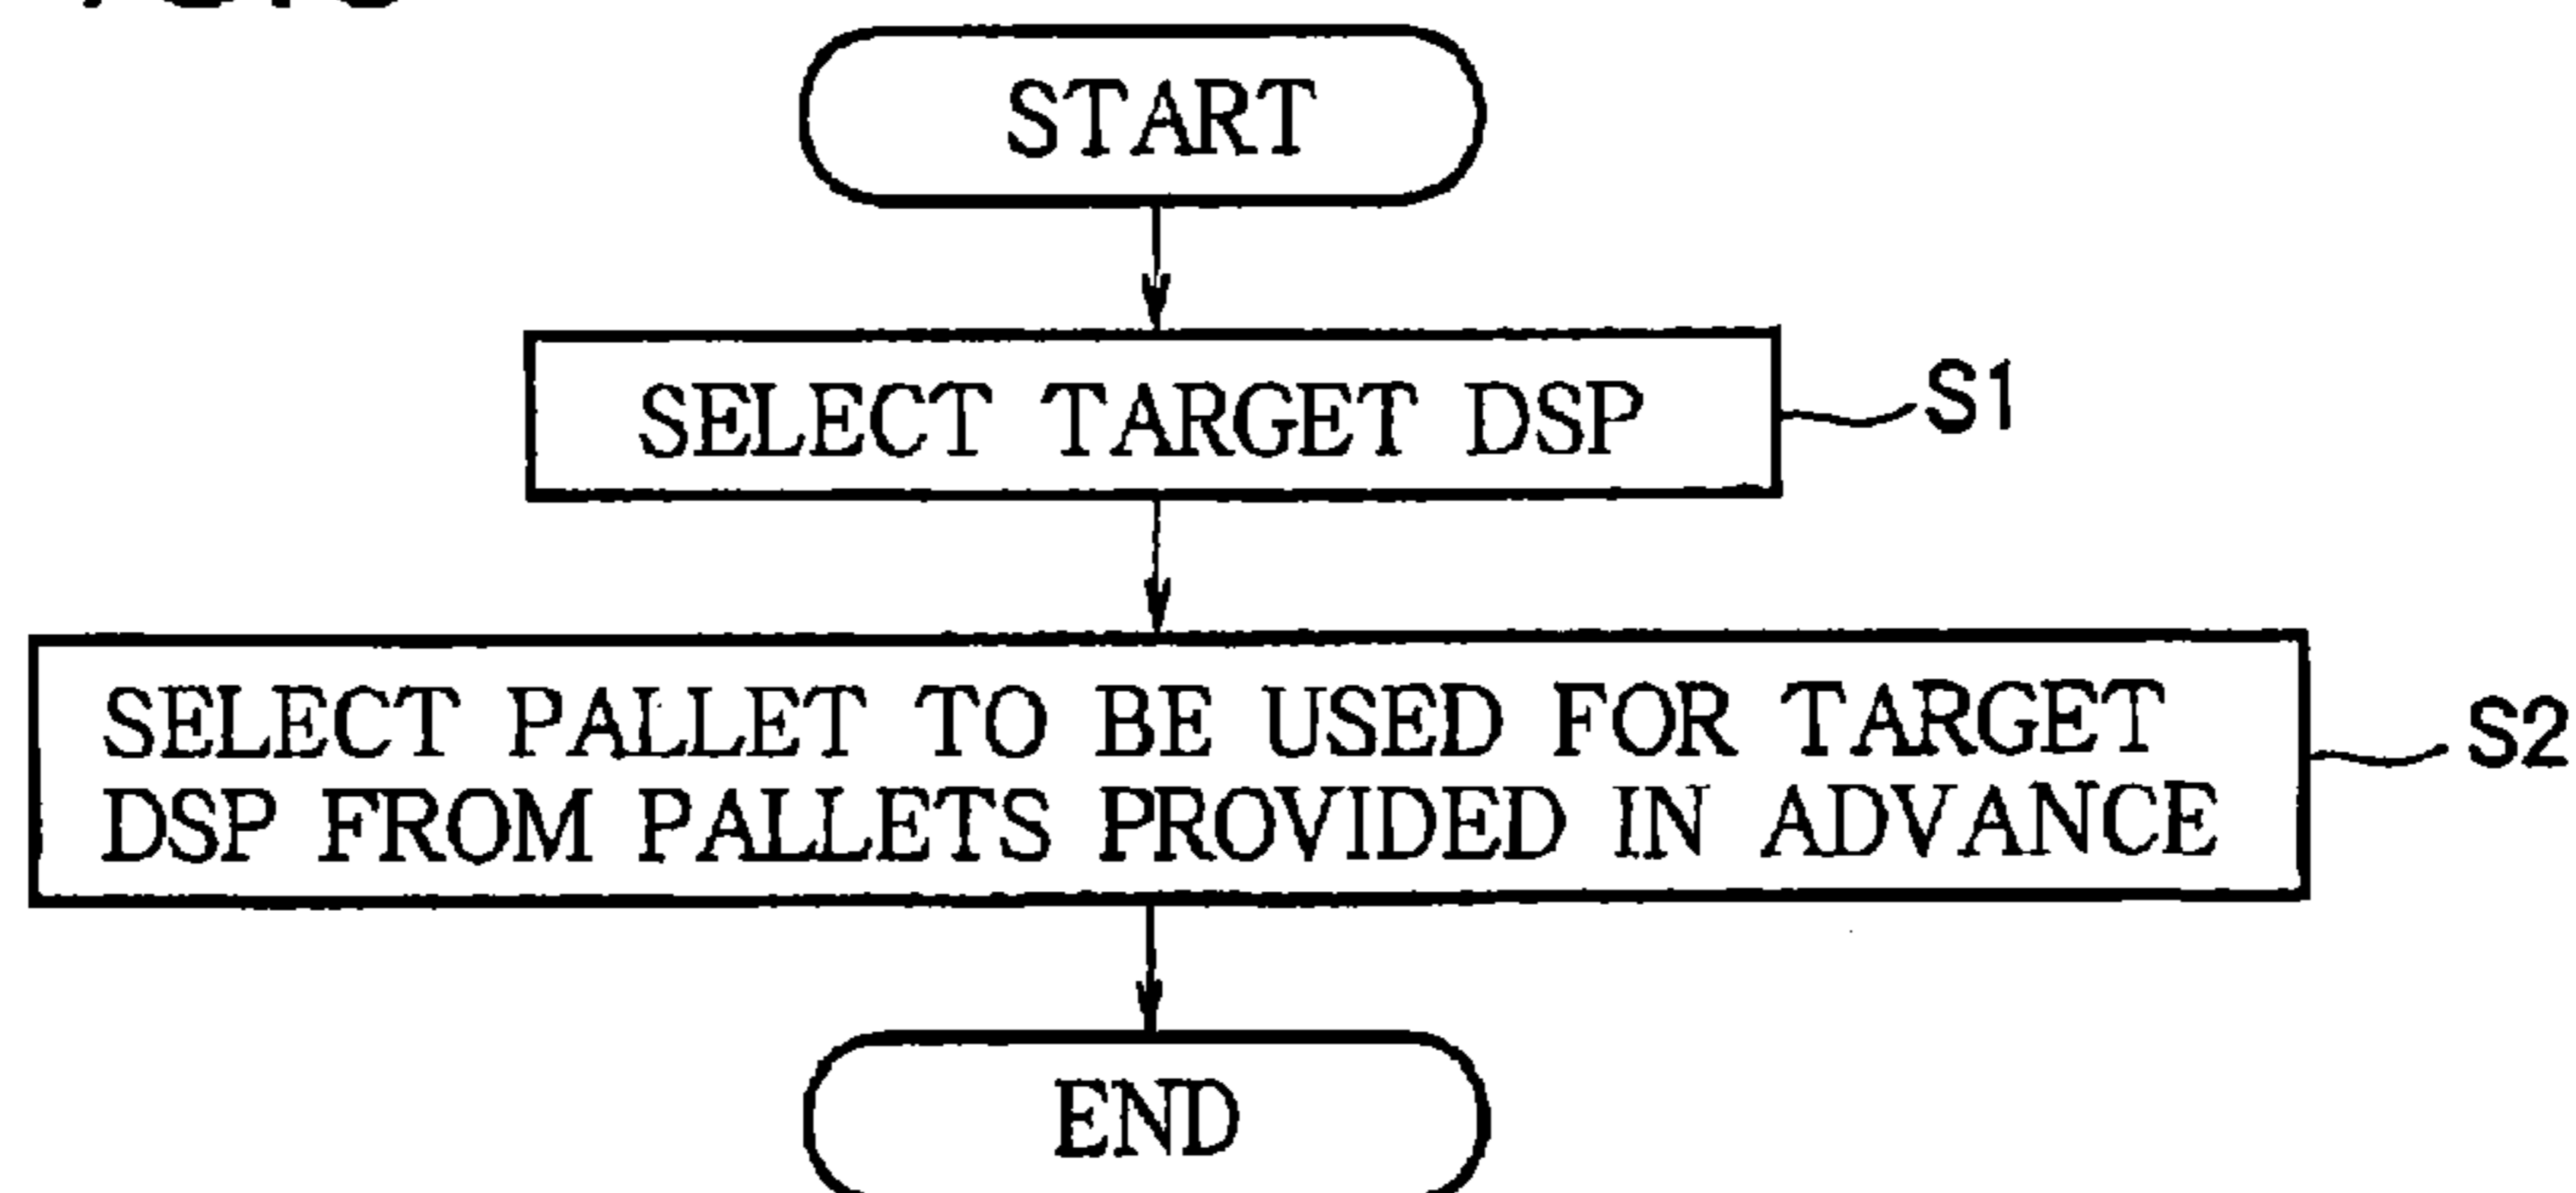 START
SELECT TARGET DSP
S1
SELECT PALLET TO BE USED FOR TARGET
DSP FROM PALLETS PROVIDED IN ADVANCE
S2
END